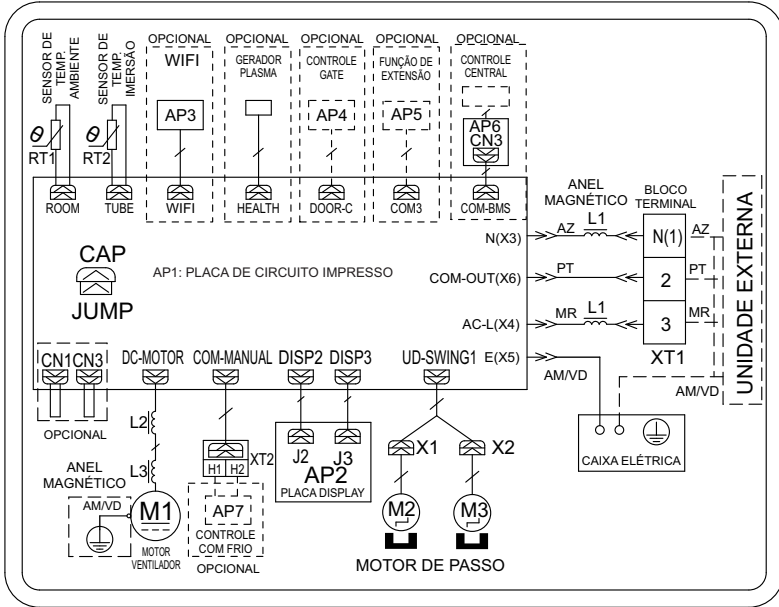 SENSOR DE
TEMP.
AMBIENTE
RT1
SENSOR DE
TEMP.
IMERSÃO
RT2
OPCIONAL
WIFI
AP3
OPCIONAL
GERADOR
PLASMA
OPCIONAL
CONTROLE
GATE
AP4
OPCIONAL
FUNÇÃO DE
EXTENSÃO
AP5
OPCIONAL
CONTROLE
CENTRAL
AP6
CN3
ROOM
TUBE
WIFI
HEALTH
DOOR-C
COM3
COM-BMS
CAP
JUMP
AP1: PLACA DE CIRCUITO IMPRESSO
N(X3)
COM-OUT(X6)
AC-L(X4)
E(X5)
ANEL
MAGNÉTICO
AZ
L1
PT
MR
L1
AM/VD
BLOCO
TERMINAL
N(1)
2
3
XT1
AZ
PT
MR
AM/VD
UNIDADE EXTERNA
CAIXA ELÉTRICA
CN1 CN3
OPCIONAL
DC-MOTOR
COM-MANUAL
DISP2
DISP3
UD-SWING1
L2
L3
ANEL
MAGNÉTICO
AM/VD
M1
MOTOR
VENTILADOR
XT2
H1 H2
AP7
CONTROLE
COM FRIO
OPCIONAL
J2
J3
AP2
PLACA DISPLAY
X1
X2
M2
M3
MOTOR DE PASSO